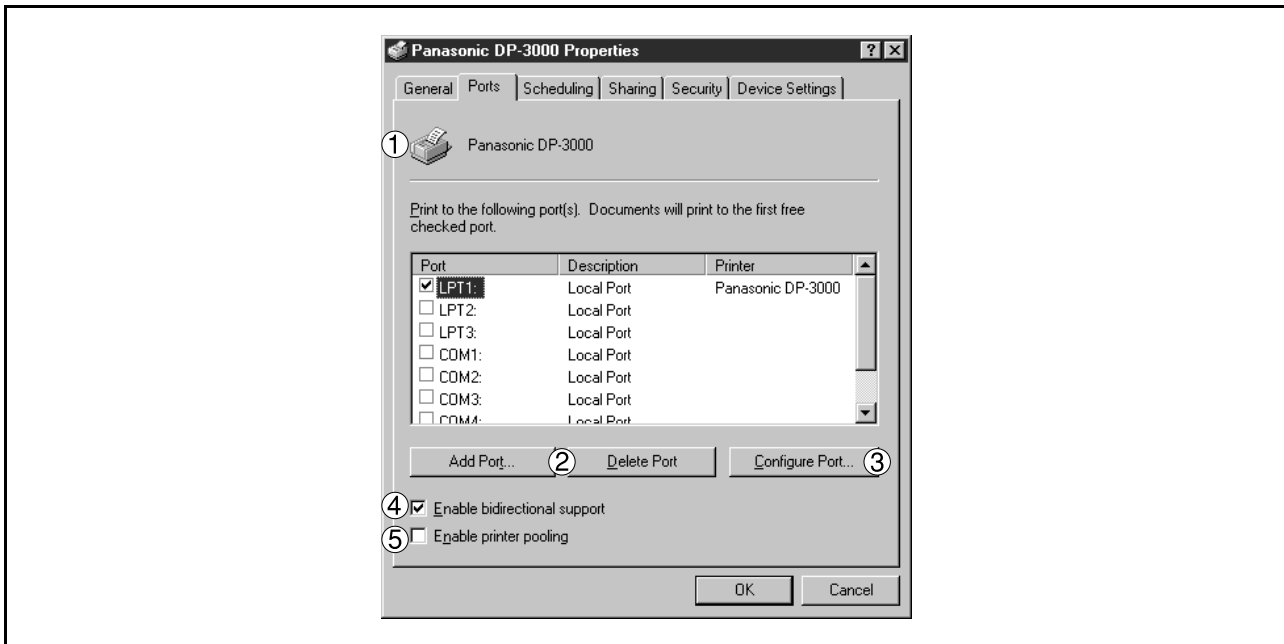 Panasonic DP-3000 Properties
General Ports Scheduling Sharing Security Device Settings
① Panasonic DP-3000
Print to the following port(s). Documents will print to the first free
checked port.
Port Description Printer
LPT1: Local Port Panasonic DP-3000
LPT2: Local Port
LPT3: Local Port
COM1: Local Port
COM2: Local Port
COM3: Local Port
COM4: Local Port
Add Port... ② Delete Port Configure Port... ③
④ Enable bidirectional support
⑤ Enable printer pooling
OK Cancel